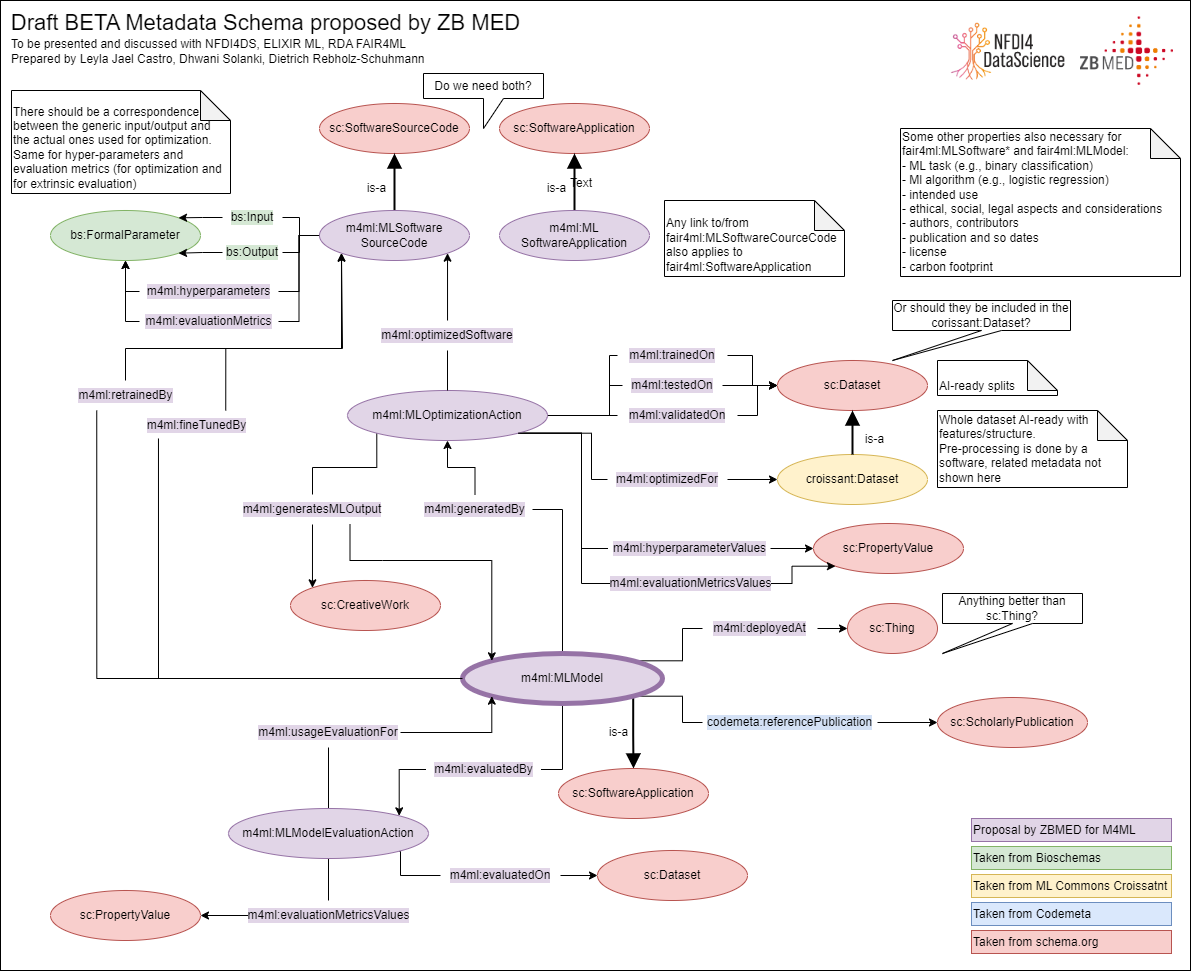 Draft BETA Metadata Schema proposed by ZB MED
To be presented and discussed with NFDI4DS, ELIXIR ML, RDA FAIR4ML
Prepared by Leyla Jael Castro, Dhwani Solanki, Dietrich Rebholz-Schuhmann
NFDI4
DataScience
ZB MED
Do we need both?
There should be a correspondence
between the generic input/output and
the actual ones used for optimization.
Same for hyper-parameters and
evaluation metrics (for optimization and
for extrinsic evaluation)
sc:SoftwareSourceCode
sc:SoftwareApplication
Some other properties also necessary for
fair4ml:MLSoftware* and fair4ml:MLModel:
- ML task (e.g., binary classification)
- Ml algorithm (e.g., logistic regression)
- intended use
- ethical, social, legal aspects and considerations
- authors, contributors
- publication and so dates
- license
- carbon footprint
is-a
is-a
Text
bs:Input
bs:FormalParameter
bs:Output
m4ml:MLSoftware
SourceCode
m4ml:ML
SoftwareApplication
Any link to/from
fair4ml:MLSoftwareCourceCode
also applies to
fair4ml:SoftwareApplication
m4ml:hyperparameters
m4ml:evaluationMetrics
m4ml:optimizedSoftware
Or should they be included in the
corissant:Dataset?
m4ml:trainedOn
m4ml:testedOn
m4ml:validatedOn
sc:Dataset
AI-ready splits
m4ml:retrainedBy
m4ml:fineTunedBy
m4ml:MLOptimizationAction
is-a
Whole dataset AI-ready with
features/structure.
Pre-processing is done by a
software, related metadata not
shown here
m4ml:optimizedFor
croissant:Dataset
m4ml:generatesMLOutput
m4ml:generatedBy
m4ml:hyperparameterValues
sc:PropertyValue
m4ml:evaluationMetricsValues
sc:CreativeWork
Anything better than
sc:Thing?
m4ml:deployedAt
sc:Thing
m4ml:MLModel
codemeta:referencePublication
sc:ScholarlyPublication
m4ml:usageEvaluationFor
is-a
m4ml:evaluatedBy
sc:SoftwareApplication
m4ml:MLModelEvaluationAction
m4ml:evaluatedOn
sc:Dataset
sc:PropertyValue
m4ml:evaluationMetricsValues
Proposal by ZBMED for M4ML
Taken from Bioschemas
Taken from ML Commons Croissatnt
Taken from Codemeta
Taken from schema.org